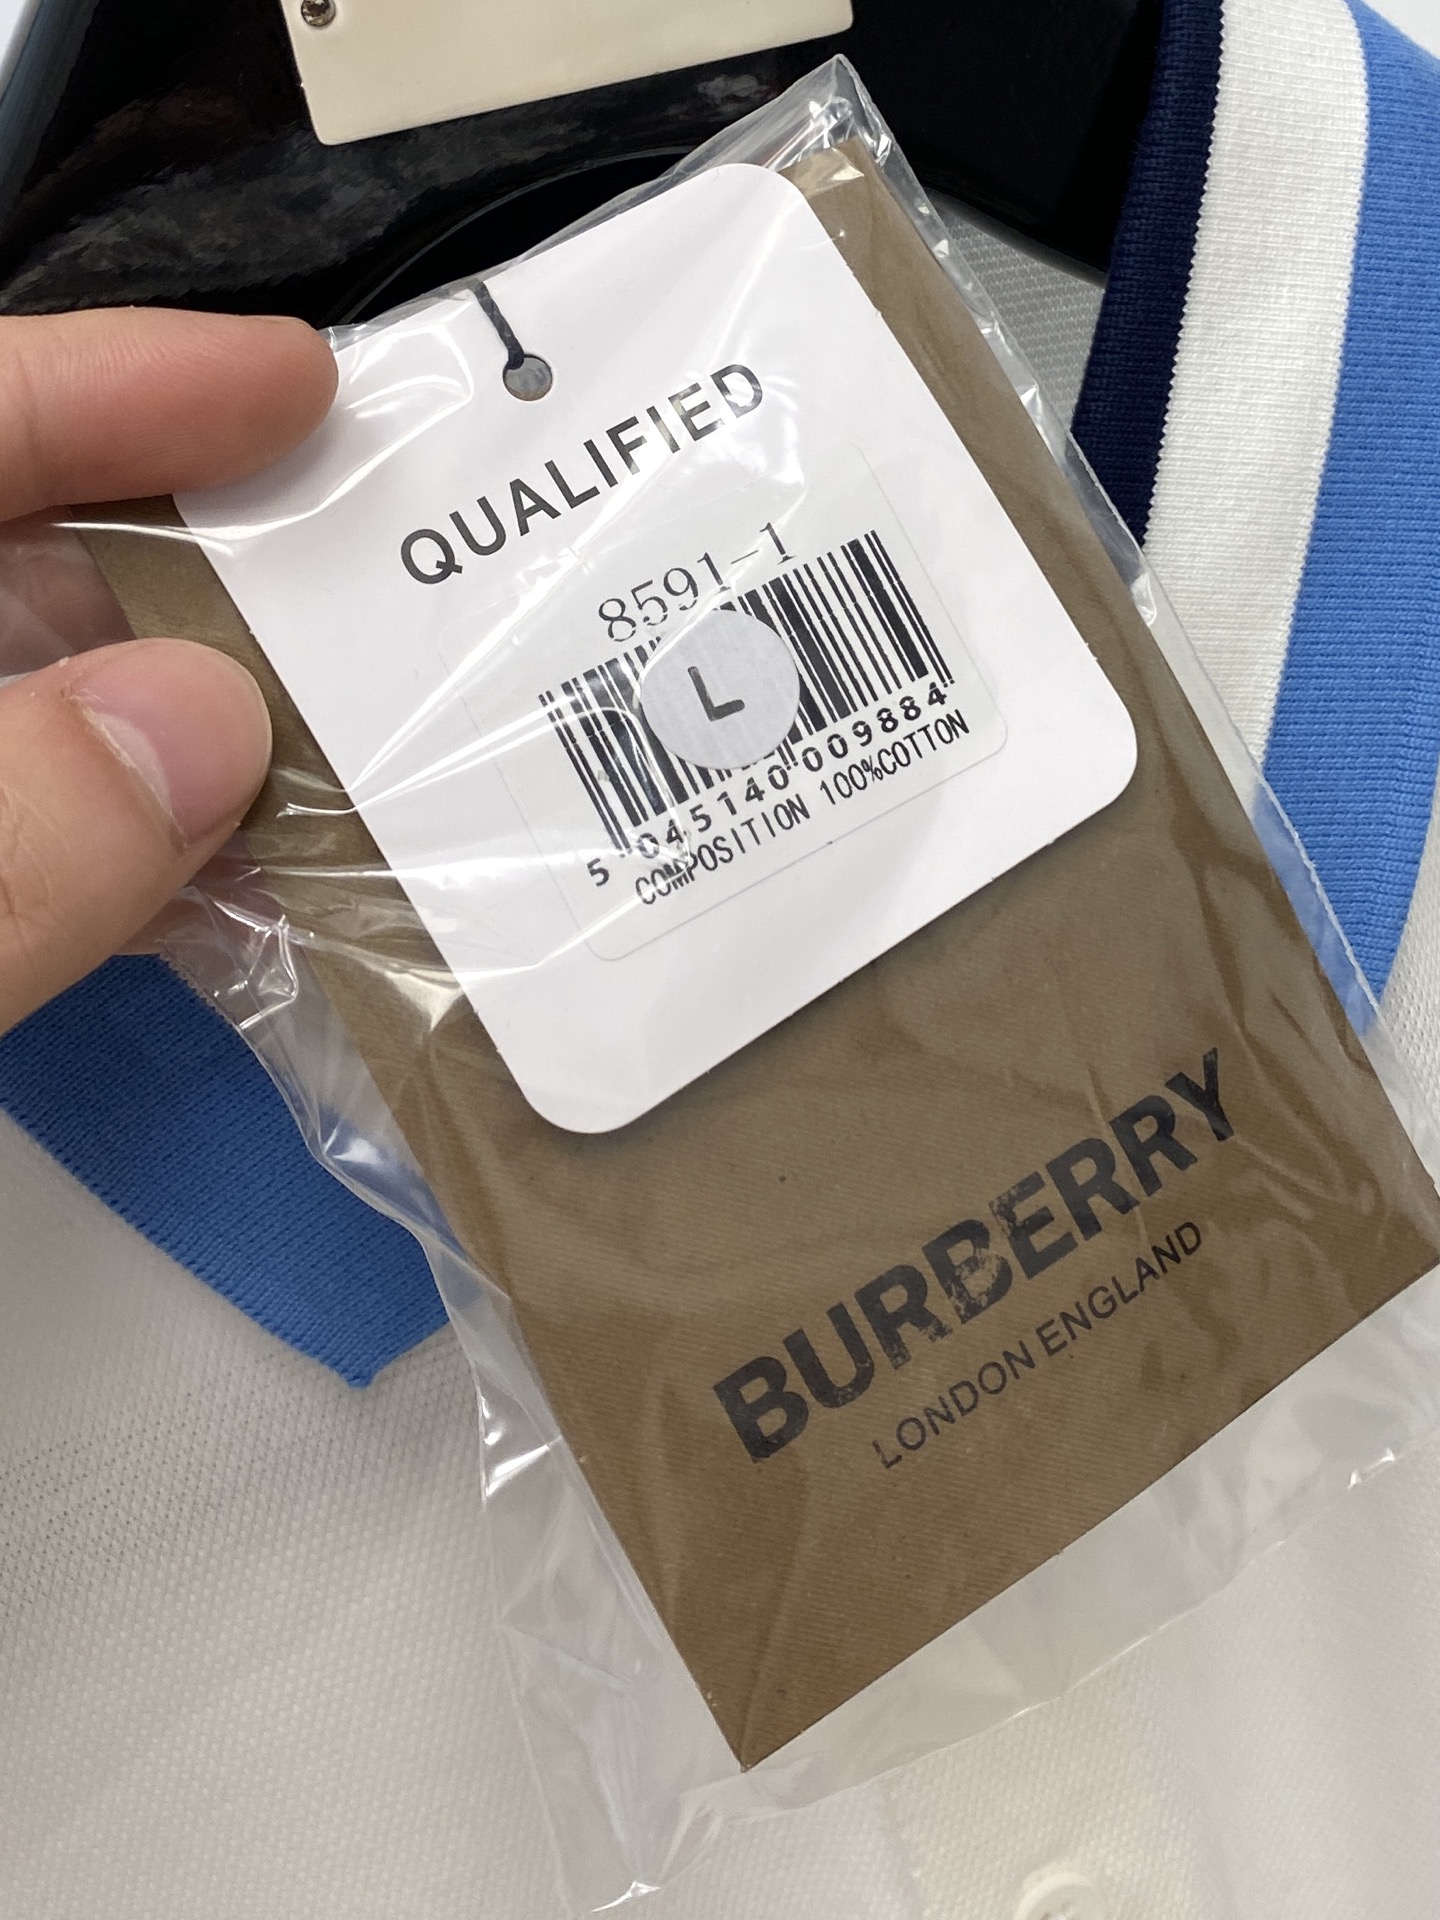 QUALIFIED
8591-1
L
5 045140 009884
COMPOSITION 100%COTTON
BURBERRY
LONDON ENGLAND